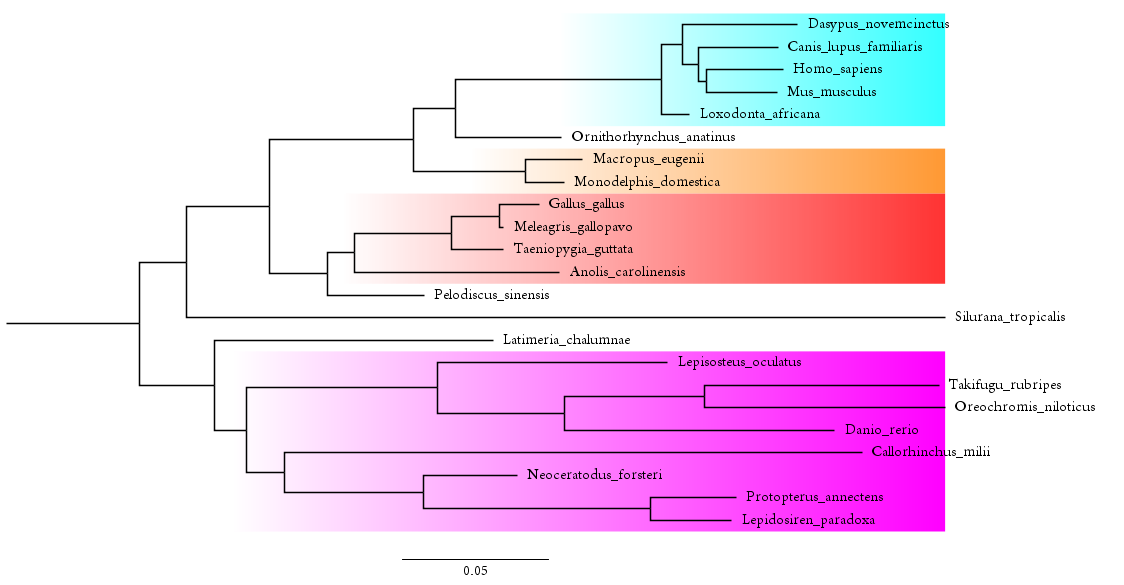 Dasypus_novemcinctus
Canis_lupus_familiaris
Homo_sapiens
Mus_musculus
Loxodonta_africana
Ornithorhynchus_anatinus
Macropus_eugenii
Monodelphis_domestica
Gallus_gallus
Meleagris_gallopavo
Taeniopygia_guttata
Anolis_carolinensis
Pelodiscus_sinensis
Silurana_tropicalis
Latimeria_chalumnae
Lepisosteus_oculatus
Takifugu_rubripes
Oreochromis_niloticus
Danio_rerio
Callorhinchus_milii
Neoceratodus_forsteri
Protopterus_annectens
Lepidosiren_paradoxa
0.05